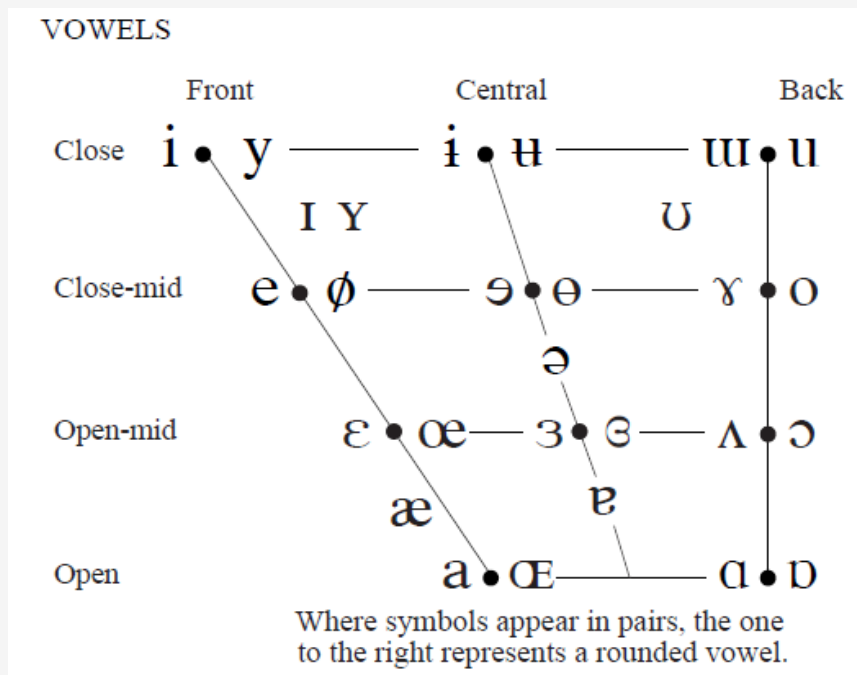 VOWELS
Front Central Back
Close i y ɨ ʉ ɯ u
ɪ ʏ ʊ
Close-mid e ø ɘ ɵ ɤ o
ə
Open-mid ɛ œ ɜ ɞ ʌ ɔ
æ ɐ
Open a ɶ ɑ ɒ
Where symbols appear in pairs, the one
to the right represents a rounded vowel.